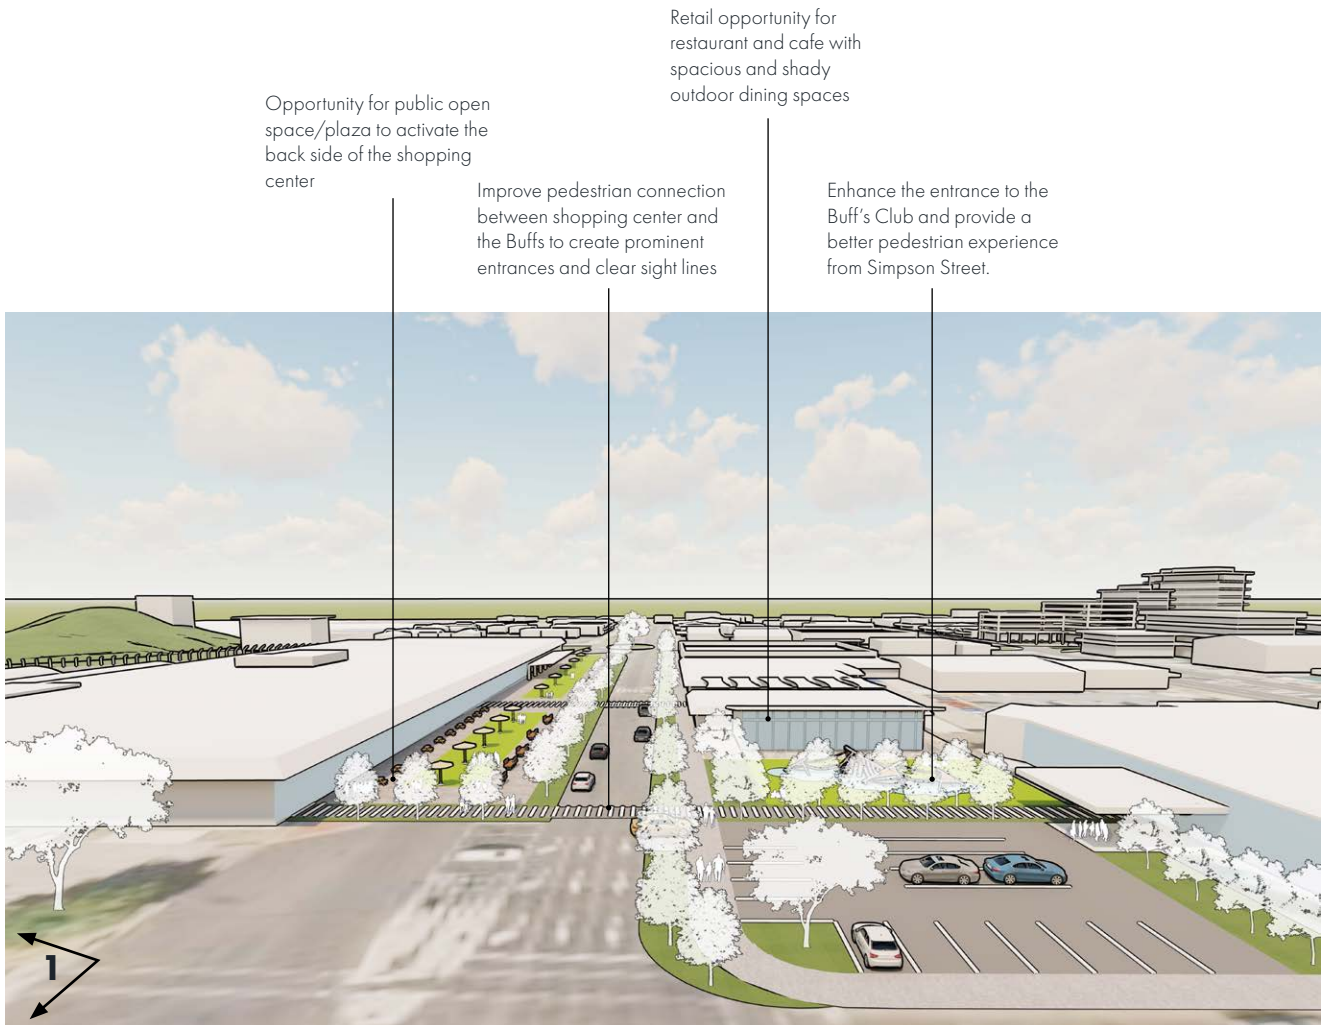 Retail opportunity for
restaurant and cafe with
spacious and shady
outdoor dining spaces
Opportunity for public open
space/plaza to activate the
back side of the shopping
center
Improve pedestrian connection
between shopping center and
the Buffs to create prominent
entrances and clear sight lines
Enhance the entrance to the
Buff's Club and provide a
better pedestrian experience
from Simpson Street.
1